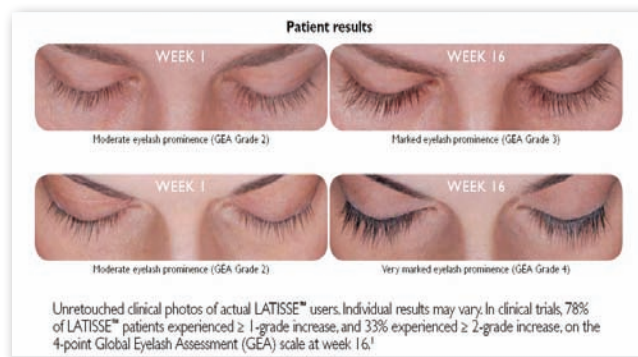 Patient results
WEEK 1
WEEK 16
Moderate eyelash prominence (GEA Grade 2)
Marked eyelash prominence (GEA Grade 3)
WEEK 1
WEEK 16
Moderate eyelash prominence (GEA Grade 2)
Very marked eyelash prominence (GEA Grade 4)
Unretouched clinical photos of actual LATISSE™ users. Individual results may vary. In clinical trials, 78%
of LATISSE™ patients experienced ≥ 1-grade increase, and 33% experienced ≥ 2-grade increase, on the
4-point Global Eyelash Assessment (GEA) scale at week 16.¹